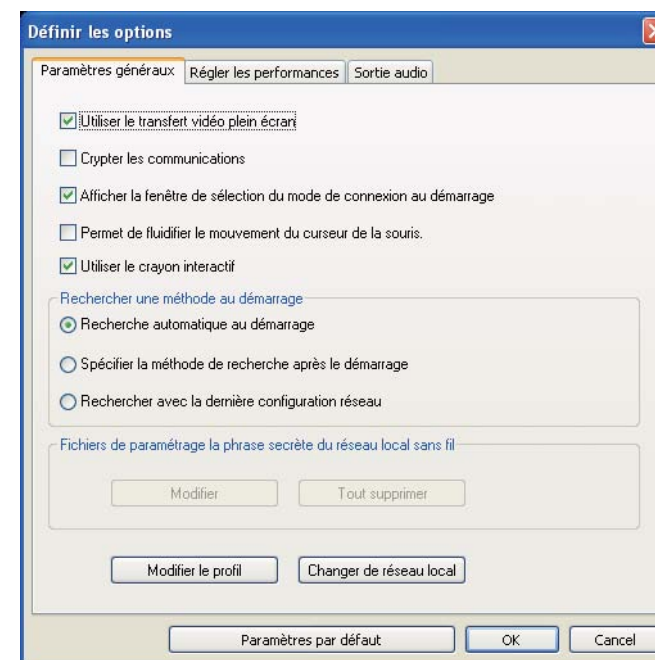 Définir les options
Paramètres généraux Régler les performances Sortie audio
Utiliser le transfert vidéo plein écran
Crypter les communications
Afficher la fenêtre de sélection du mode de connexion au démarrage
Permet de fluidifier le mouvement du curseur de la souris.
Utiliser le crayon interactif
Rechercher une méthode au démarrage
Recherche automatique au démarrage
Spécifier la méthode de recherche après le démarrage
Rechercher avec la dernière configuration réseau
Fichiers de paramétrage la phrase secrète du réseau local sans fil
Modifier Tout supprimer
Modifier le profil Changer de réseau local
Paramètres par défaut OK Cancel